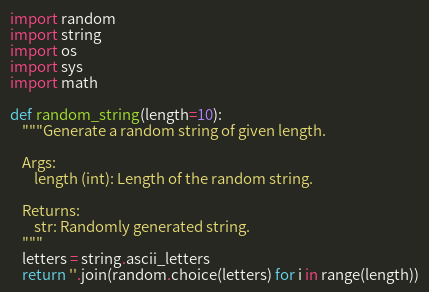 import random
import string
import os
import sys
import math

def random_string(length=10):
    """Generate a random string of given length.

    Args:
        length (int): Length of the random string.

    Returns:
        str: Randomly generated string.
    """
    letters = string.ascii_letters
    return ''.join(random.choice(letters) for i in range(length))